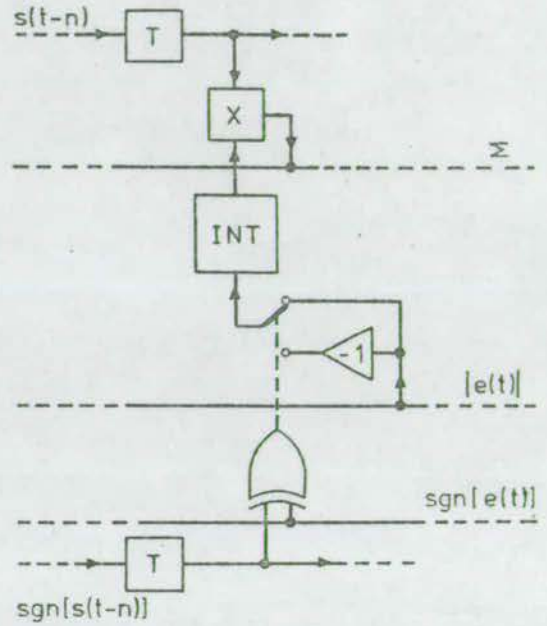 s(t-n)
T
X
Σ
INT
-1
|e(t)|
sgn[e(t)]
T
sgn[s(t-n)]